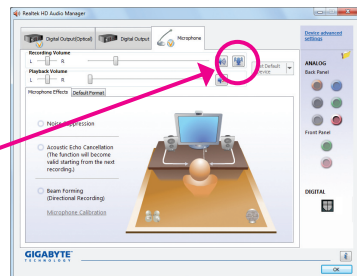 Realtek HD Audio Manager
Digital Output(Optical)
Digital Output
Microphone
Device advanced settings
Recording Volume
L
R
Default
Device
Playback Volume
L
R
Microphone Effects
Default Format
Noise Suppression
Acoustic Echo Cancellation
(The function will become
valid starting from the next
recording.)
Beam Forming
(Directional Recording)
Microphone Calibration
ANALOG
Back Panel
Front Panel
DIGITAL
GIGABYTE
TECHNOLOGY
OK